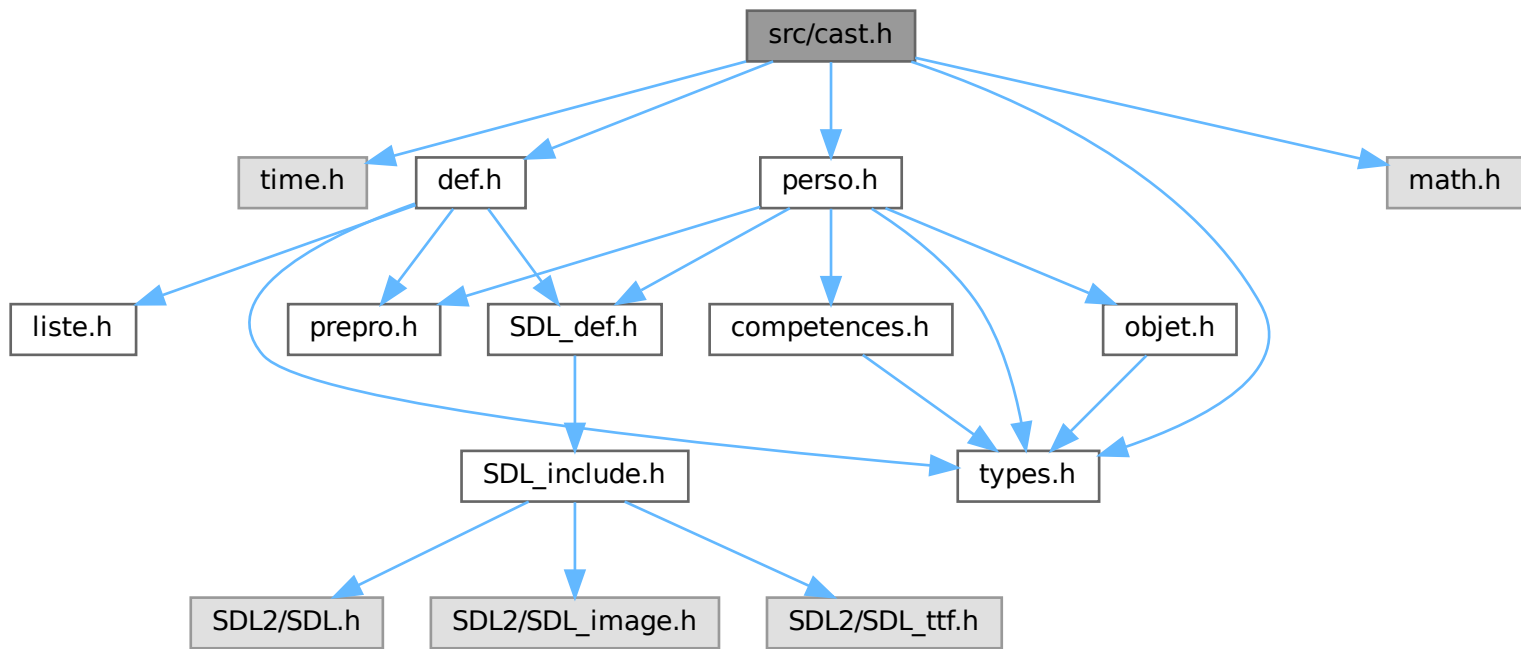 src/cast.h
time.h
def.h
perso.h
math.h
liste.h
prepro.h
SDL_def.h
competences.h
objet.h
SDL_include.h
types.h
SDL2/SDL.h
SDL2/SDL_image.h
SDL2/SDL_ttf.h